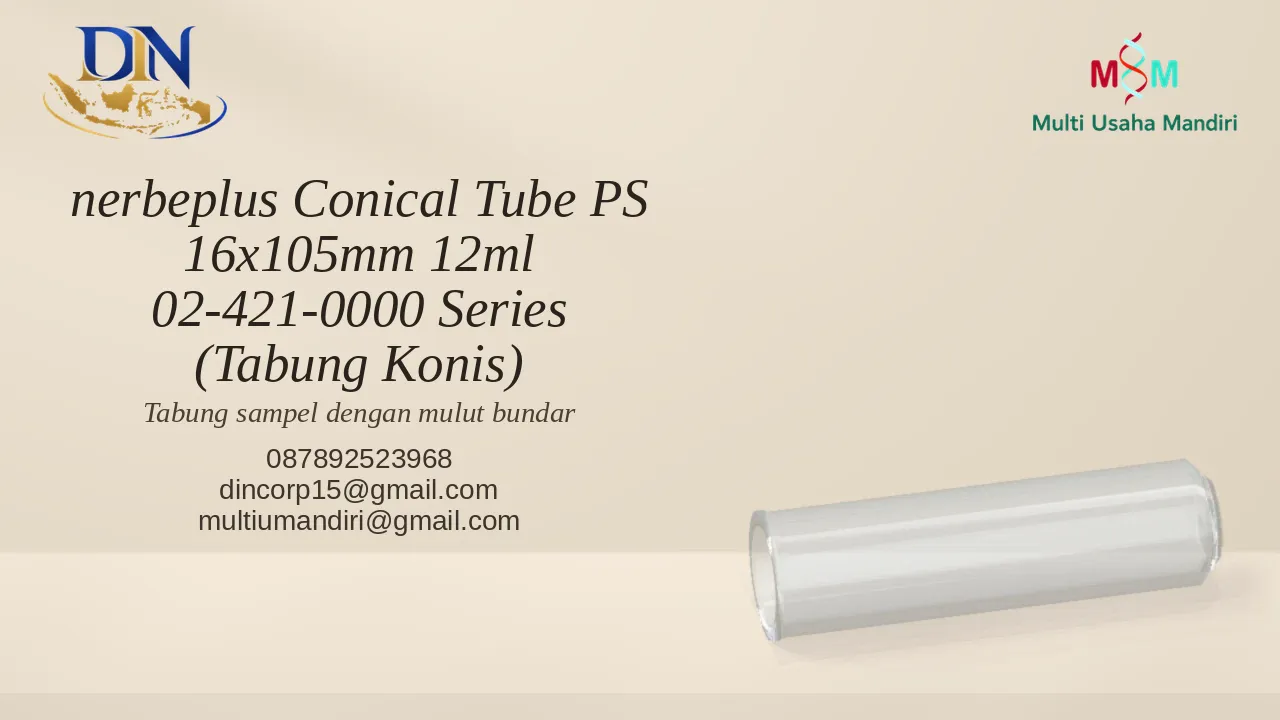 DIN
M M
Multi Usaha Mandiri
nerbeplus Conical Tube PS
16x105mm 12ml
02-421-0000 Series
(Tabung Konis)
Tabung sampel dengan mulut bundar
087892523968
dincorp15@gmail.com
multiumandiri@gmail.com